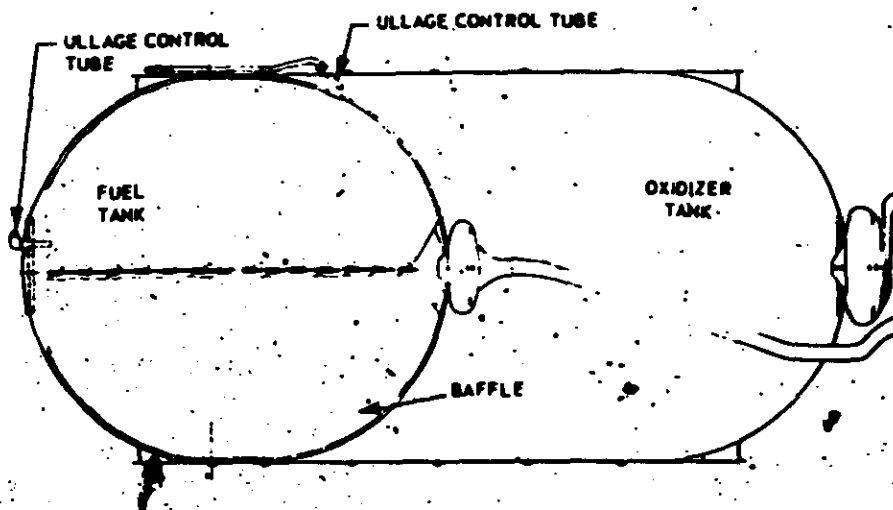 ULLAGE CONTROL
TUBE
ULLAGE CONTROL TUBE
FUEL
TANK
OXIDIZER
TANK
BAFFLE